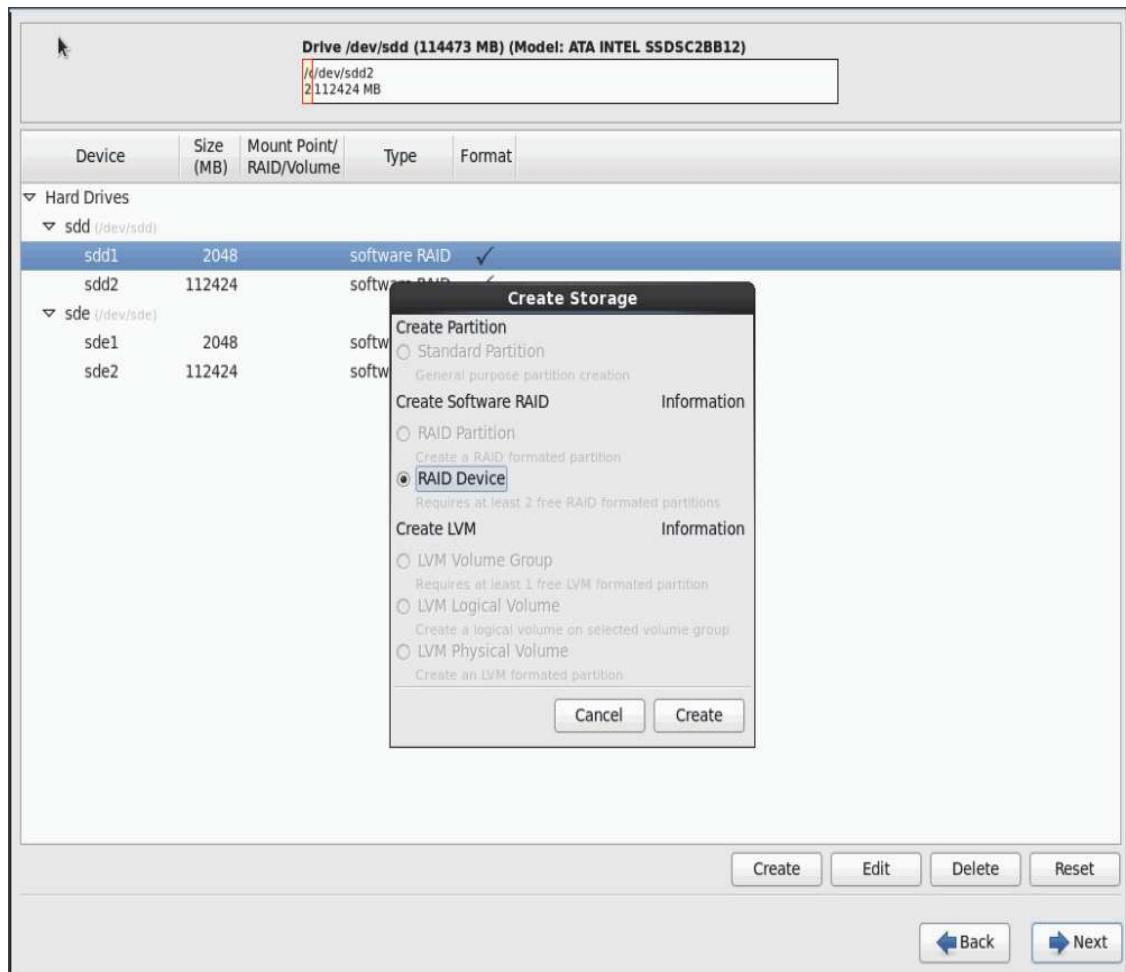 Drive /dev/sdd (114473 MB) (Model: ATA INTEL SSDSC2BB12)
/dev/sdd2
2 112424 MB
Device Size (MB) Mount Point/ RAID/Volume Type Format
Hard Drives
sdd (/dev/sdd)
sdd1 2048 software RAID ✓
sdd2 112424 softw
sde (/dev/sde)
sde1 2048 softw
sde2 112424 softw
Create Storage
Create Partition
Standard Partition
General purpose partition creation
Create Software RAID Information
RAID Partition
Create a RAID formated partition
RAID Device
Requires at least 2 free RAID formated partitions
Create LVM Information
LVM Volume Group
Requires at least 1 free LVM formated partition
LVM Logical Volume
Create a logical volume on selected volume group
LVM Physical Volume
Create an LVM formated partition
Cancel Create
Create Edit Delete Reset
Back Next